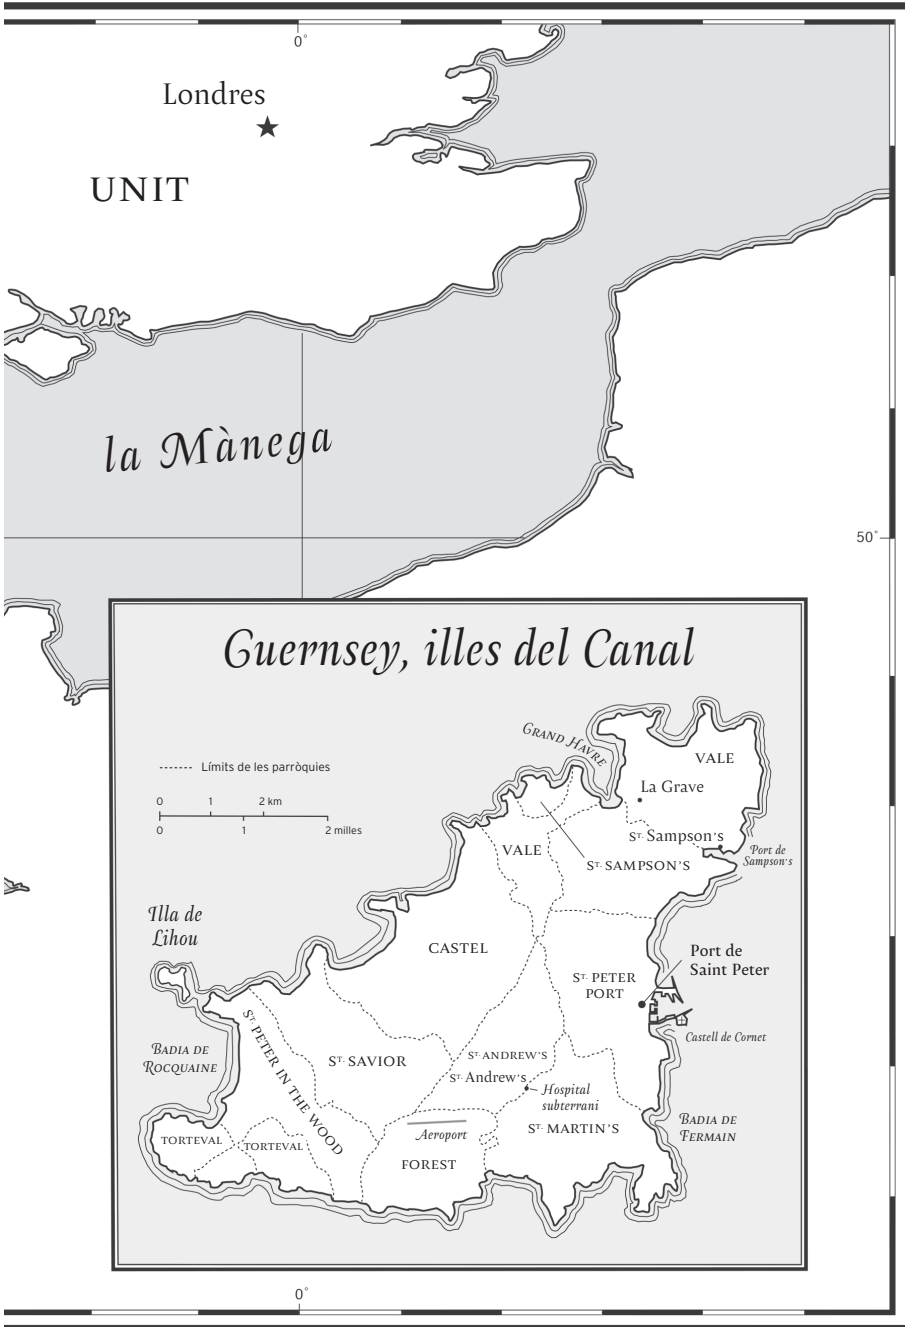 0°
Londres
UNIT
la Mànega
50°
Guernsey, illes del Canal
GRAND HAVRE
VALE
Límits de les parròquies
La Grave
0 1 2 km
0 1 2 milles
ST. Sampson's
Port de
Sampson's
VALE
ST. SAMPSON'S
Illa de
Lihou
CASTEL
Port de
Saint Peter
ST. PETER
PORT
ST. PETER IN THE WOOD
Castell de Cornet
BADIA DE
ROCQUAINE
ST. SAVIOR
ST. ANDREW'S
ST. Andrew's
Hospital
subterrani
BADIA DE
FERMAIN
ST. MARTIN'S
Aeroport
TORTEVAL
TORTEVAL
FOREST
0°